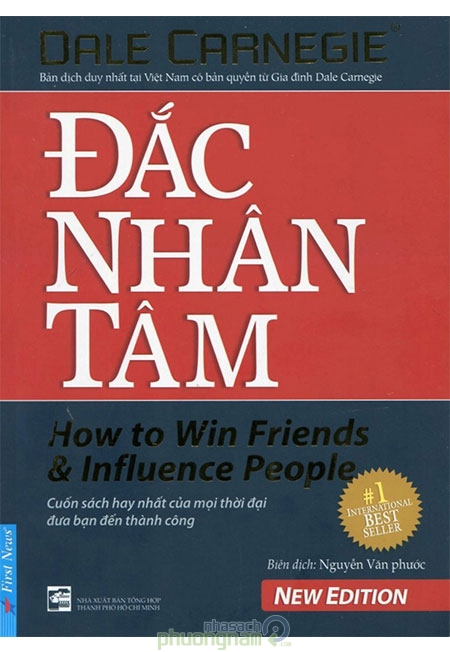 DALE CARNEGIE
Bản dịch duy nhất tại Việt Nam có bản quyền từ Gia đình Dale Carnegie
ĐẮC
NHÂN
TÂM
How to Win Friends
& Influence People
Cuốn sách hay nhất của mọi thời đại
đưa bạn đến thành công
#1
INTERNATIONAL
BEST
SELLER
Biên dịch: Nguyễn Văn phước
NEW EDITION
First News
NHÀ XUẤT BẢN TỔNG HỢP
THÀNH PHỐ HỒ CHÍ MINH
nhasach
phuongnam